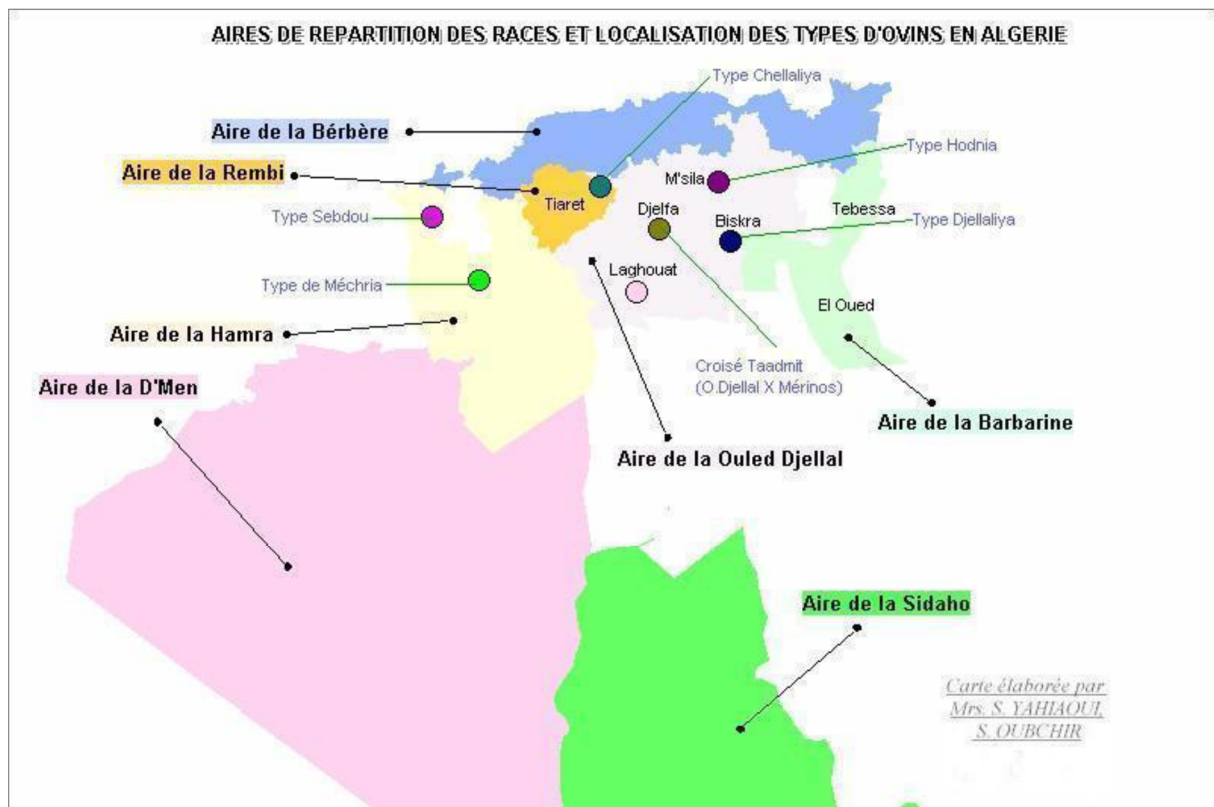 AIRES DE REPARTITION DES RACES ET LOCALISATION DES TYPES D'OVINS EN ALGERIE
Type Chellaliya
Aire de la Bérbère
Type Hodnia
Aire de la Rembi
M'sila
Tiaret
Type Sebdou
Djelfa
Biskra
Tebessa
Type Djellaliya
Laghouat
Type de Méchria
El Oued
Aire de la Hamra
Croisé Taadmit
(O.Djellal X Mérinos)
Aire de la D'Men
Aire de la Barbarine
Aire de la Ouled Djellal
Aire de la Sidaho
Carte élaborée par
Mrs. S. YAHIAOUI,
S. OUBCHIR